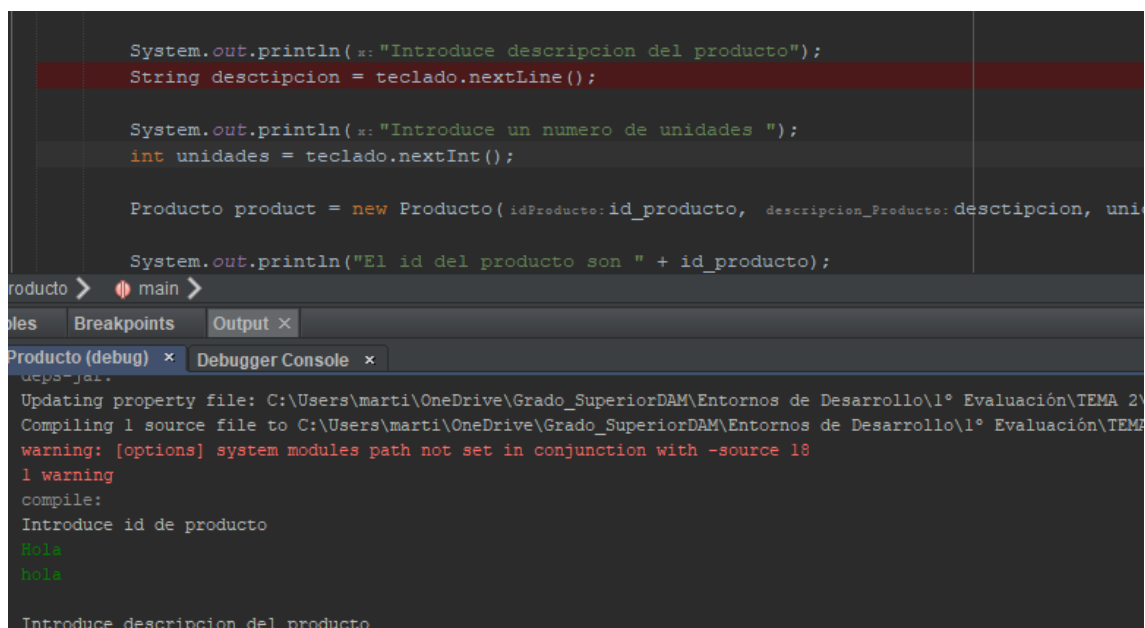 System.out.println( x: "Introduce descripcion del producto");
String desctipcion = teclado.nextLine();
System.out.println( x: "Introduce un numero de unidades ");
int unidades = teclado.nextInt();
Producto product = new Producto( idProducto: id_producto, descripcion_Producto: desctipcion, uni
System.out.println("El id del producto son " + id_producto);
roducto main
bles Breakpoints Output ×
Producto (debug) × Debugger Console ×
deps-jar:
Updating property file: C:\Users\marti\OneDrive\Grado_SuperiorDAM\Entornos de Desarrollo\1º Evaluación\TEMA 2\
Compiling 1 source file to C:\Users\marti\OneDrive\Grado_SuperiorDAM\Entornos de Desarrollo\1º Evaluación\TEMA
warning: [options] system modules path not set in conjunction with -source 18
1 warning
compile:
Introduce id de producto
Hola
hola
Introduce descripcion del producto